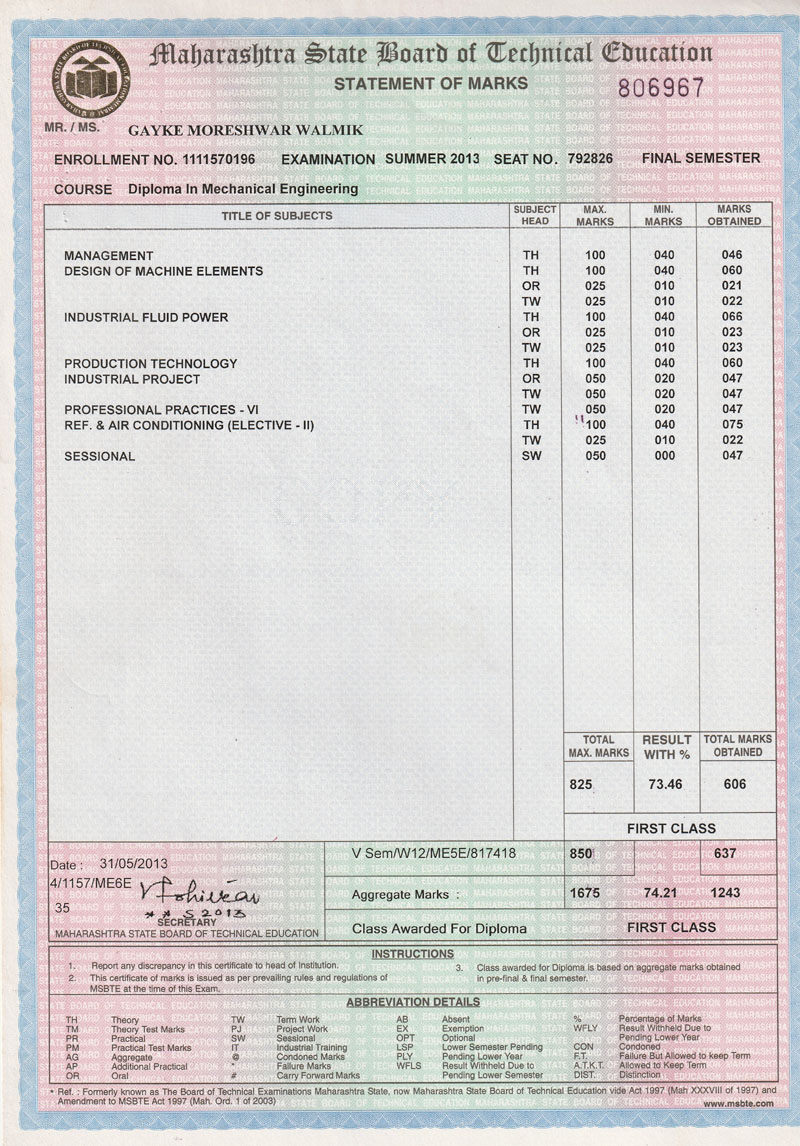 Maharashtra State Board of Technical Education
STATEMENT OF MARKS 806967
MR. / MS. GAYKE MORESHWAR WALMIK
ENROLLMENT NO. 1111570196 EXAMINATION SUMMER 2013 SEAT NO. 792826 FINAL SEMESTER
COURSE Diploma In Mechanical Engineering
TITLE OF SUBJECTS SUBJECT HEAD MAX. MARKS MIN. MARKS MARKS OBTAINED
MANAGEMENT TH 100 040 046
DESIGN OF MACHINE ELEMENTS TH 100 040 060
OR 025 010 021
TW 025 010 022
INDUSTRIAL FLUID POWER TH 100 040 066
OR 025 010 023
TW 025 010 023
PRODUCTION TECHNOLOGY TH 100 040 060
INDUSTRIAL PROJECT OR 050 020 047
TW 050 020 047
PROFESSIONAL PRACTICES - VI TW 050 020 047
REF. & AIR CONDITIONING (ELECTIVE - II) TH 100 040 075
TW 025 010 022
SESSIONAL SW 050 000 047
TOTAL MAX. MARKS RESULT WITH % TOTAL MARKS OBTAINED
825 73.46 606
FIRST CLASS
V Sem/W12/ME5E/817418 850 637
Aggregate Marks : 1675 74.21 1243
Class Awarded For Diploma FIRST CLASS
Date : 31/05/2013
4/1157/ME6E
35
* * S 2013
SECRETARY
MAHARASHTRA STATE BOARD OF TECHNICAL EDUCATION
INSTRUCTIONS
1. Report any discrepancy in this certificate to head of Institution.
2. This certificate of marks is issued as per prevailing rules and regulations of
MSBTE at the time of this Exam.
3. Class awarded for Diploma is based on aggregate marks obtained
in pre-final & final semester.
ABBREVIATION DETAILS
TH Theory TW Term Work AB Absent % Percentage of Marks
TM Theory Test Marks PJ Project Work EX Exemption WFLY Result Withheld Due to
PR Practical SW Sessional OPT Optional Pending Lower Year
PM Practical Test Marks IT Industrial Training LSP Lower Semester Pending CON Condoned
AG Aggregate @ Condoned Marks PLY Pending Lower Year F.T. Failure But Allowed to keep Term
AP Additional Practical * Failure Marks WFLS Result Withheld Due to A.T.K.T. Allowed to Keep Term
OR Oral # Carry Forward Marks Pending Lower Semester DIST. Distinction
* Ref. : Formerly known as The Board of Technical Examinations Maharashtra State, now Maharashtra State Board of Technical Education vide Act 1997 (Mah XXXVIII of 1997) and
Amendment to MSBTE Act 1997 (Mah. Ord. 1 of 2003)
www.msbte.com